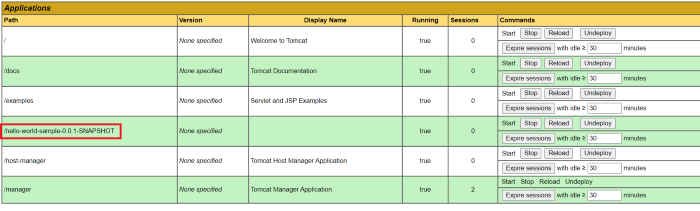 Applications
Path Version Display Name Running Sessions Commands
/ None specified Welcome to Tomcat true 0 Start Stop Reload Undeploy
Expire sessions with idle ≥ 30 minutes
/docs None specified Tomcat Documentation true 0 Start Stop Reload Undeploy
Expire sessions with idle ≥ 30 minutes
/examples None specified Servlet and JSP Examples true 0 Start Stop Reload Undeploy
Expire sessions with idle ≥ 30 minutes
/hello-world-sample-0.0 1-SNAPSHOT None specified true 0 Start Stop Reload Undeploy
Expire sessions with idle ≥ 30 minutes
/host-manager None specified Tomcat Host Manager Application true 0 Start Stop Reload Undeploy
Expire sessions with idle ≥ 30 minutes
/manager None specified Tomcat Manager Application true 2 Start Stop Reload Undeploy
Expire sessions with idle ≥ 30 minutes